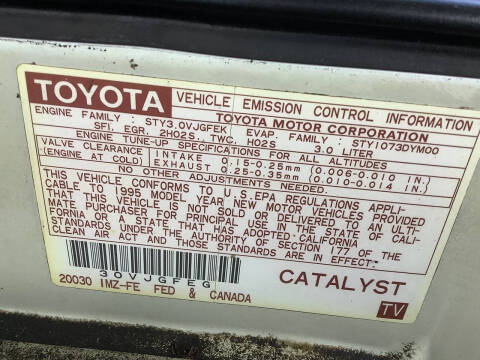 TOYOTA VEHICLE EMISSION CONTROL INFORMATION
TOYOTA MOTOR CORPORATION
ENGINE FAMILY : STY3.0VJGFEK EVAP. FAMILY : STY1073DYM00
SFI, EGR, 2HO2S, TWC, HO2S 3.0 LITER
ENGINE TUNE-UP SPECIFICATIONS FOR ALL ALTITUDES
VALVE CLEARANCE INTAKE 0.15-0.25mm (0.006-0.010 in.)
(ENGINE AT COLD) EXHAUST 0.25-0.35mm (0.010-0.014 in.)
NO OTHER ADJUSTMENTS NEEDED.
THIS VEHICLE CONFORMS TO U.S.EPA REGULATIONS APPLI-
CABLE TO 1995 MODEL YEAR NEW MOTOR VEHICLES PROVIDED
THAT THIS VEHICLE IS NOT SOLD OR DELIVERED TO AN ULTI-
MATE PURCHASER FOR PRINCIPAL USE IN THE STATE OF CALI-
FORNIA OR A STATE THAT HAS ADOPTED CALIFORNIA
STANDARDS UNDER THE AUTHORITY OF SECTION 177 OF THE
CLEAN AIR ACT AND THOSE STANDARDS ARE IN EFFECT.
30VJGFEG
20030 1MZ-FE FED & CANADA CATALYST
TV